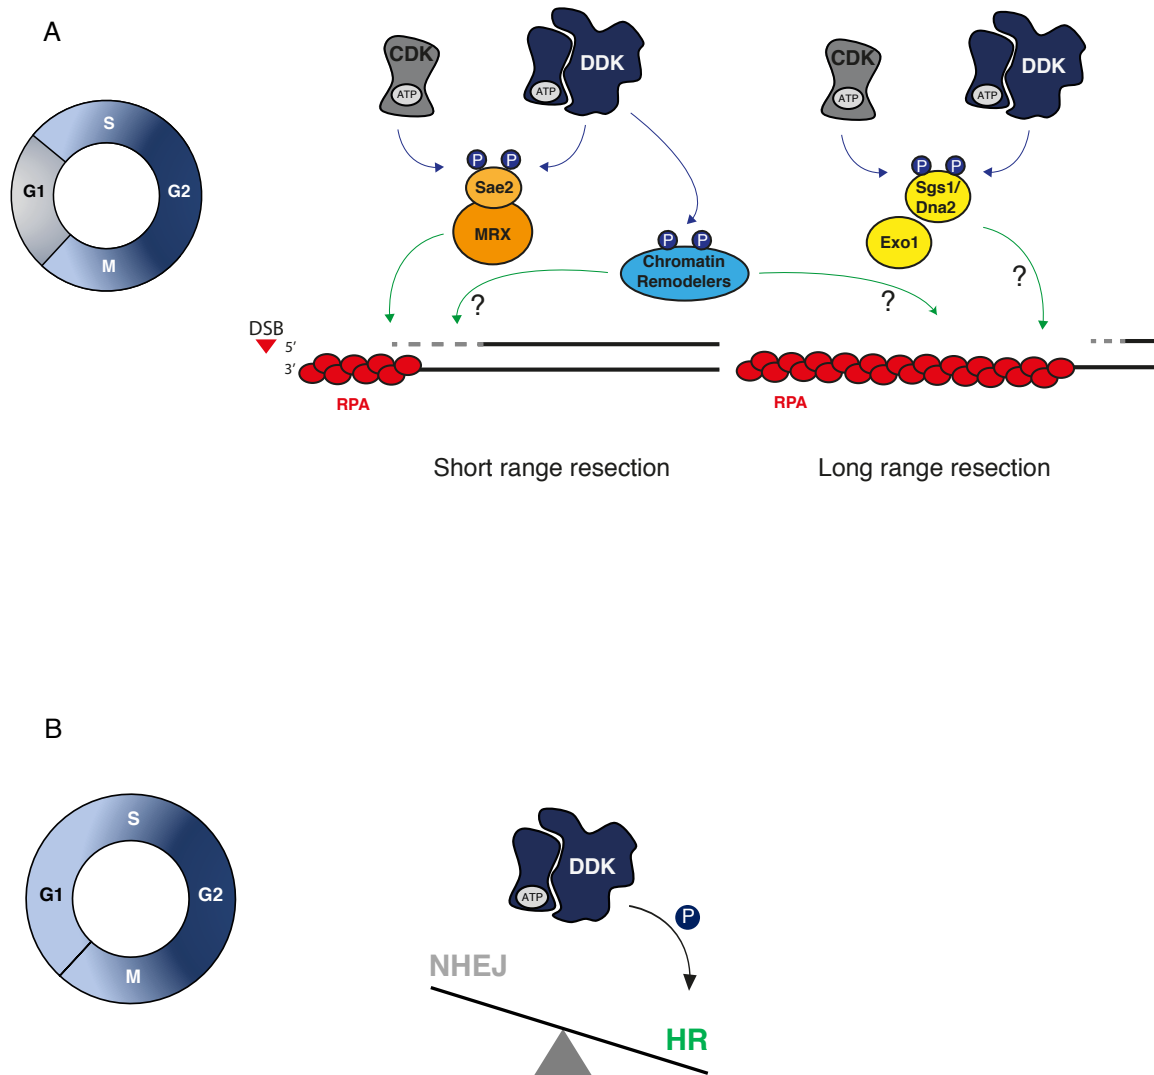 A
CDK
ATP
DDK
ATP
CDK
ATP
DDK
ATP
S
G1
G2
M
P P
Sae2
MRX
P P
Chromatin
Remodelers
P P
Sgs1/
Dna2
Exo1
?
?
?
DSB
5'
3'
RPA
RPA
Short range resection
Long range resection
B
S
G1
G2
M
DDK
ATP
P
NHEJ
HR